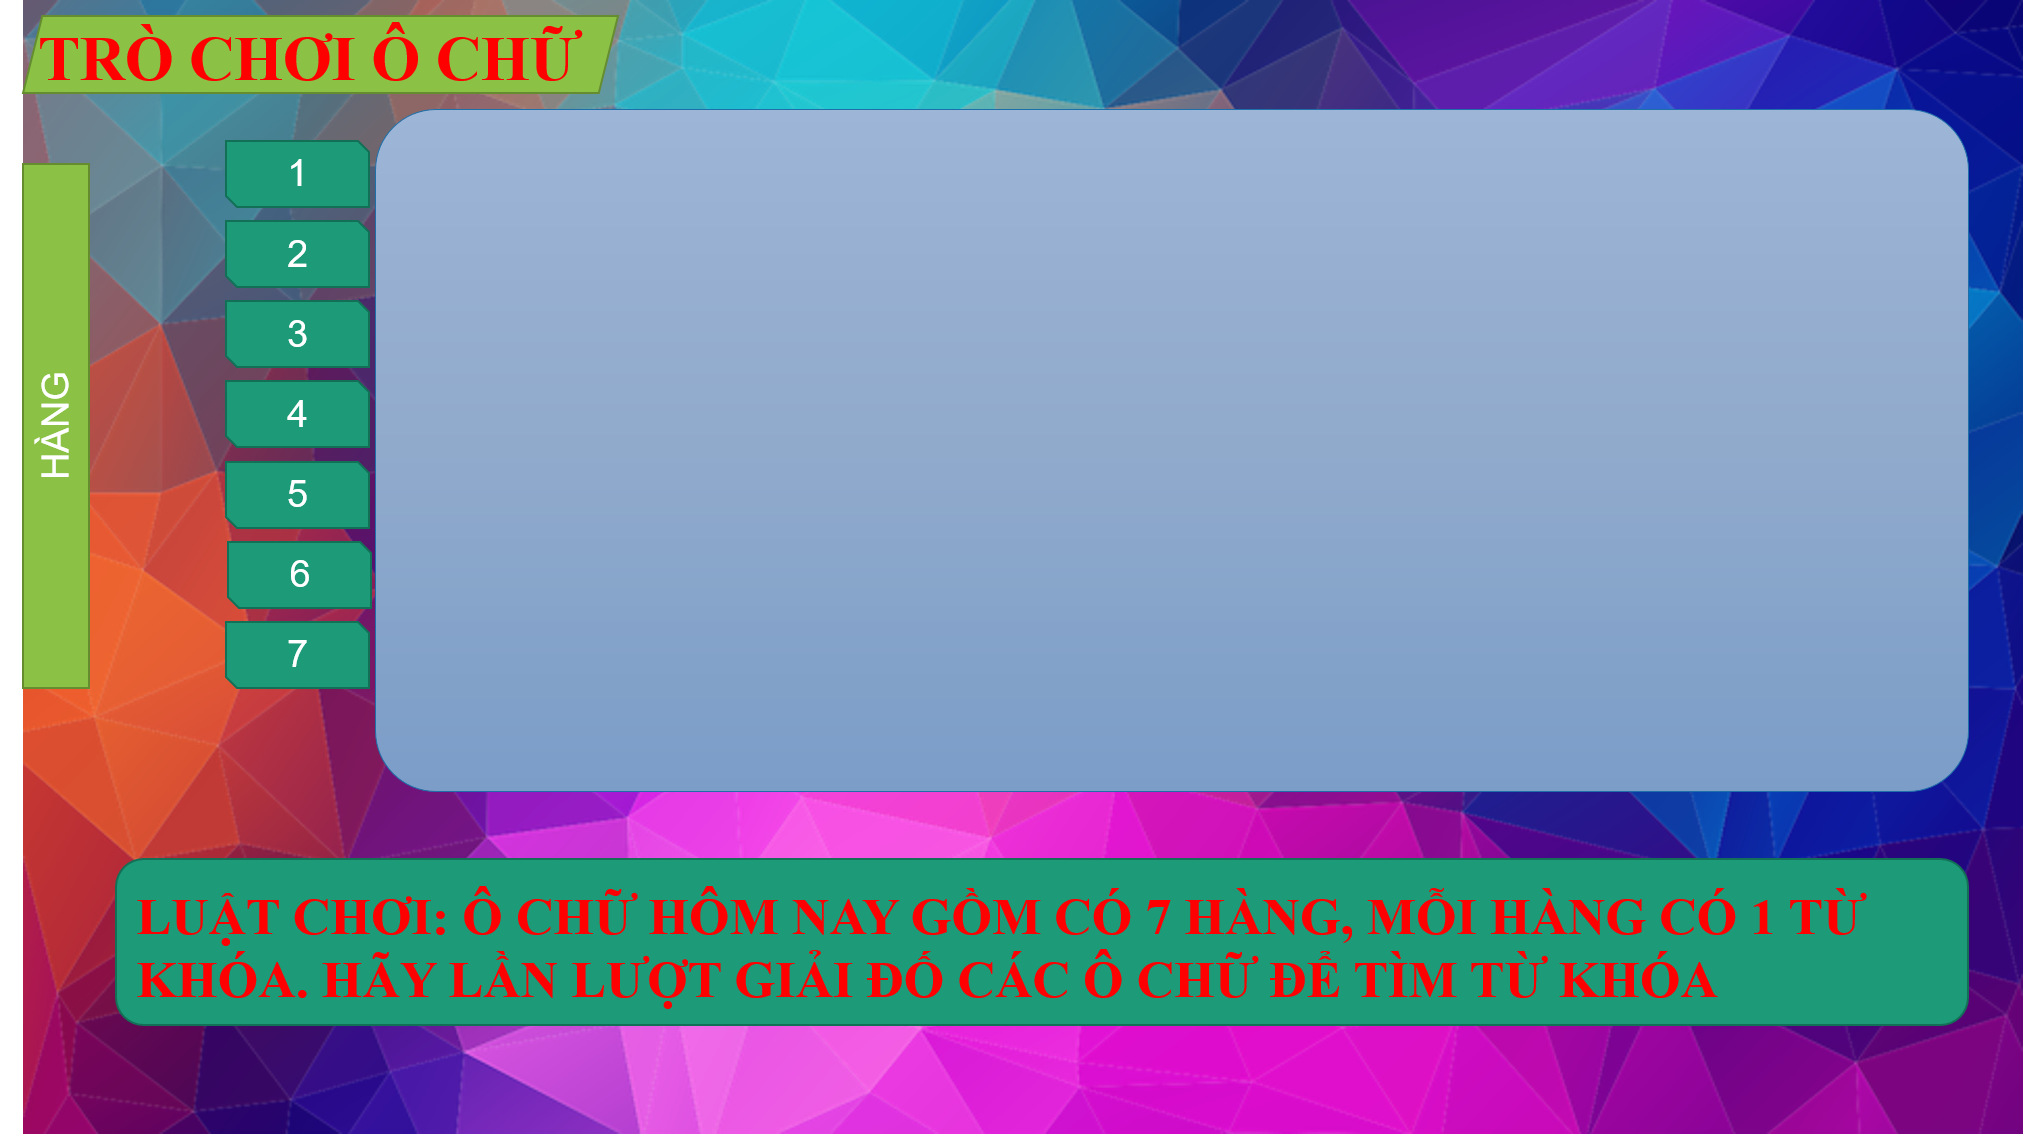 TRÒ CHƠI Ô CHỮ
HÀNG
1
2
3
4
5
6
7
LUẬT CHƠI: Ô CHỮ HÔM NAY GỒM CÓ 7 HÀNG, MỖI HÀNG CÓ 1 TỪ
KHÓA. HÃY LẦN LƯỢT GIẢI ĐỐ CÁC Ô CHỮ ĐỂ TÌM TỪ KHÓA